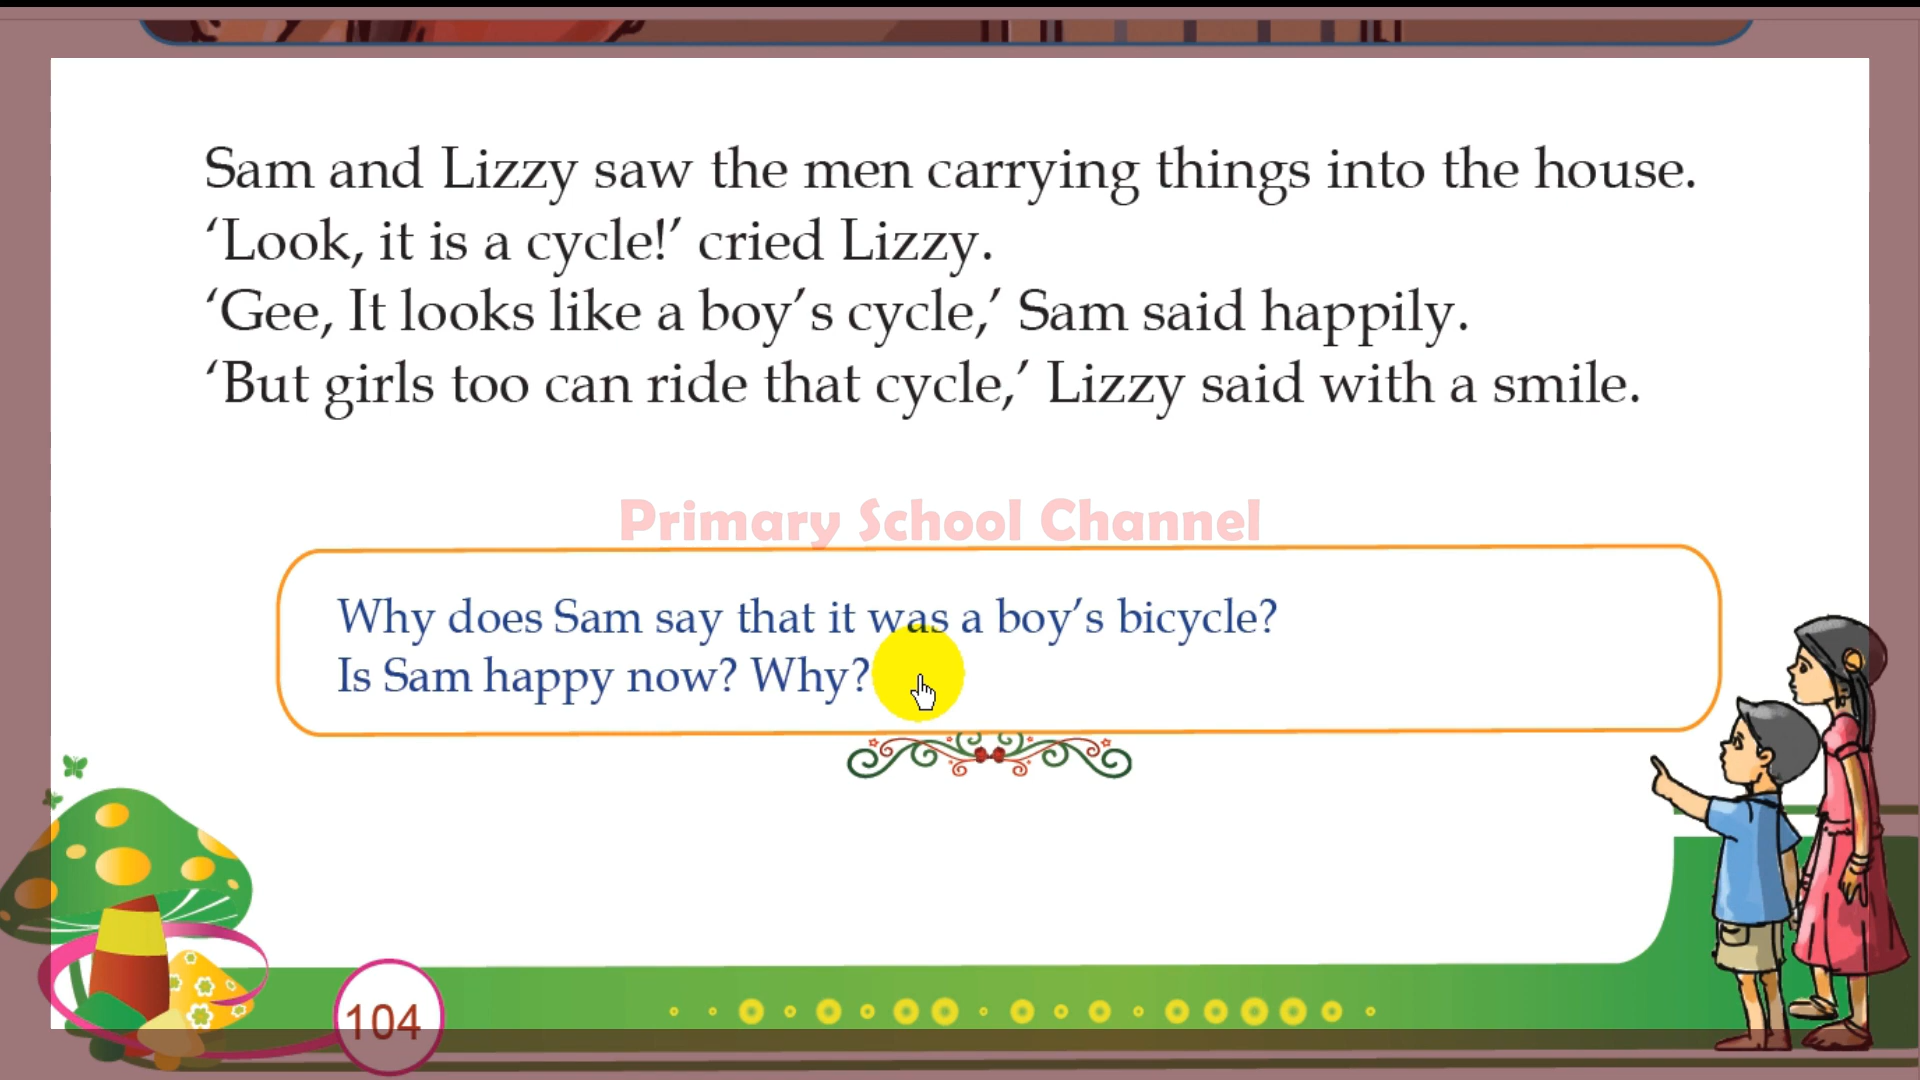 Sam and Lizzy saw the men carrying things into the house.
‘Look, it is a cycle!’ cried Lizzy.
‘Gee, It looks like a boy’s cycle,’ Sam said happily.
‘But girls too can ride that cycle,’ Lizzy said with a smile.
Primary School Channel
Why does Sam say that it was a boy’s bicycle?
Is Sam happy now? Why?
104